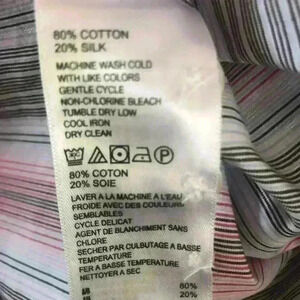 80% COTTON
20% SILK
MACHINE WASH COLD
WITH LIKE COLORS
GENTLE CYCLE
NON-CHLORINE BLEACH
TUMBLE DRY LOW
COOL IRON
DRY CLEAN
P
80% COTON
20% SOIE
LAVER A LA MACHINE A L'EAU
FROIDE AVEC DES COULEURS
SEMBLABLES
CYCLE DELICAT
AGENT DE BLANCHIMENT SANS
CHLORE
SECHER PAR CULBUTAGE A BASSE
TEMPERATURE
FER A BASSE TEMPERATURE
NETTOYER A SEC
80%
20%